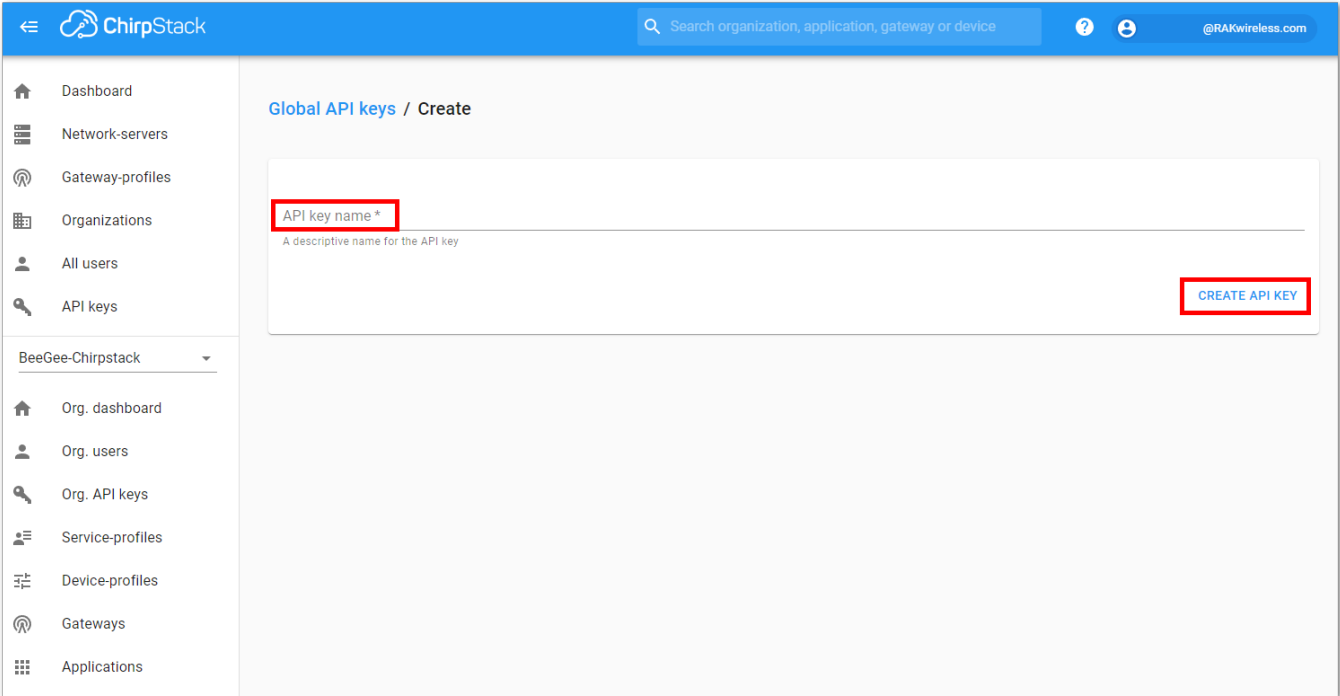 ChirpStack
Search organization, application, gateway or device
?
@RAKwireless.com
Dashboard
Network-servers
Gateway-profiles
Organizations
All users
API keys
BeeGee-Chirpstack
Org. dashboard
Org. users
Org. API keys
Service-profiles
Device-profiles
Gateways
Applications
Global API keys / Create
API key name *
A descriptive name for the API key
CREATE API KEY